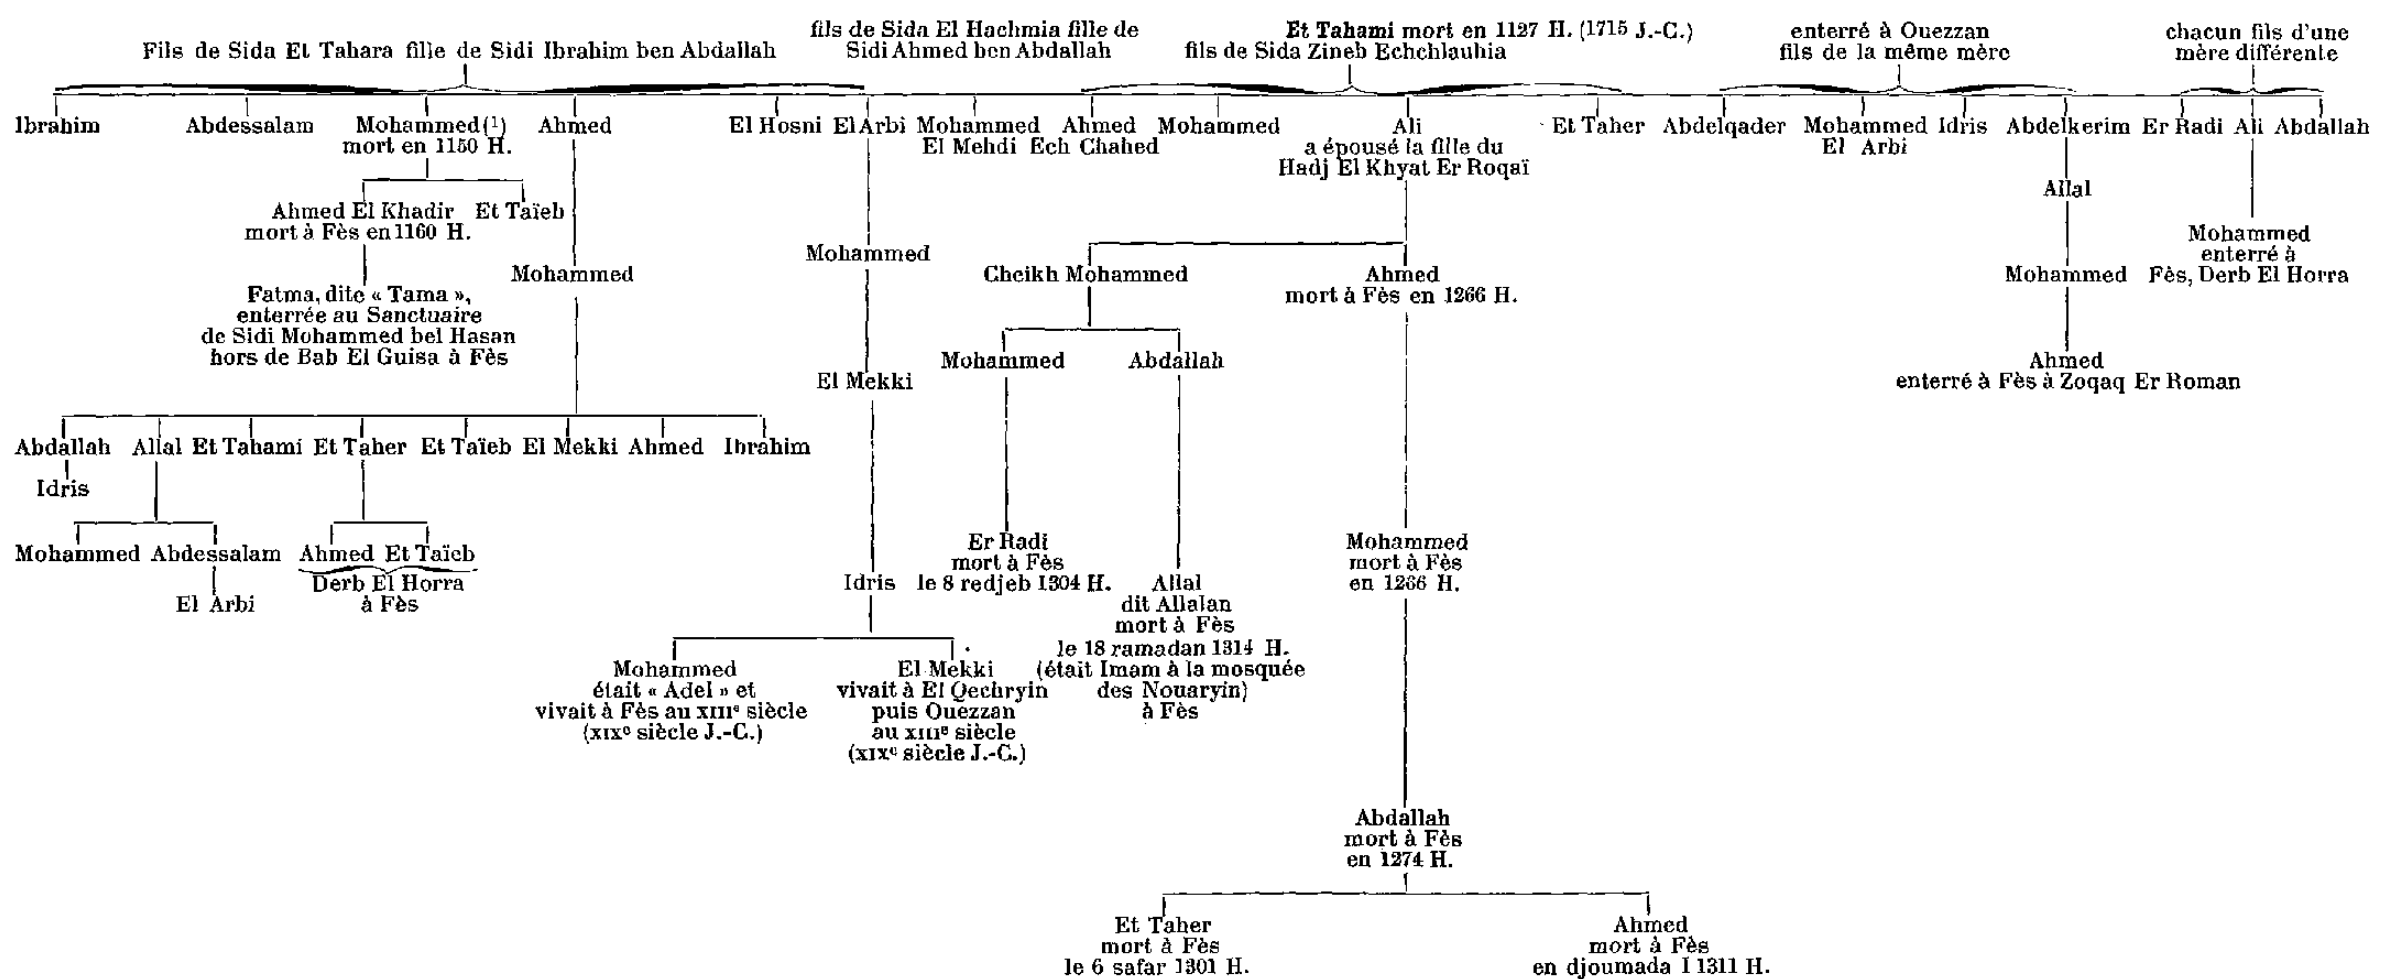 Fils de Sida Et Tahara fille de Sidi Ibrahim ben Abdallah
fils de Sida El Hachmia fille de
Sidi Ahmed ben Abdallah
Et Tahami mort en 1127 H. (1715 J.-C.)
fils de Sida Zineb Echchlauhia
enterré à Ouezzan
fils de la même mère
chacun fils d'une
mère différente
Ibrahim
Abdessalam
Mohammed (1)
mort en 1150 H.
Ahmed
El Hosni
El Arbi
Mohammed
El Mehdi
Ahmed
Ech Chahed
Mohammed
Ali
a épousé la fille du
Hadj El Khyat Er Roqaï
Et Taher
Abdelqader
Mohammed
El Arbi
Idris
Abdelkerim
Er Radi
Ali
Abdallah
Ahmed El Khadir
mort à Fès en 1160 H.
Et Taïeb
Fatma, dite « Tama »,
enterrée au Sanctuaire
de Sidi Mohammed bel Hasan
hors de Bab El Guisa à Fès
Mohammed
Mohammed
El Mekki
Cheikh Mohammed
Ahmed
mort à Fès en 1266 H.
Mohammed
Abdallah
Allal
Mohammed
Ahmed
enterré à Fès à Zoqaq Er Roman
Mohammed
enterré à
Fès, Derb El Horra
Abdallah
Allal
Et Tahami
Et Taher
Et Taïeb
El Mekki
Ahmed
Ibrahim
Idris
Mohammed
Abdessalam
El Arbi
Ahmed
Et Taïeb
Derb El Horra
à Fès
Idris
Er Radi
mort à Fès
le 8 redjeb 1304 H.
Allal
dit Allalan
mort à Fès
le 18 ramadan 1314 H.
(était Imam à la mosquée
des Nouaryin)
à Fès
Mohammed
mort à Fès
en 1266 H.
Mohammed
était « Adel » et
vivait à Fès au XIIIe siècle
(XIXe siècle J.-C.)
El Mekki
vivait à El Qechryin
puis Ouezzan
au XIIIe siècle
(XIXe siècle J.-C.)
Abdallah
mort à Fès
en 1274 H.
Et Taher
mort à Fès
le 6 safar 1301 H.
Ahmed
mort à Fès
en djoumada I 1311 H.